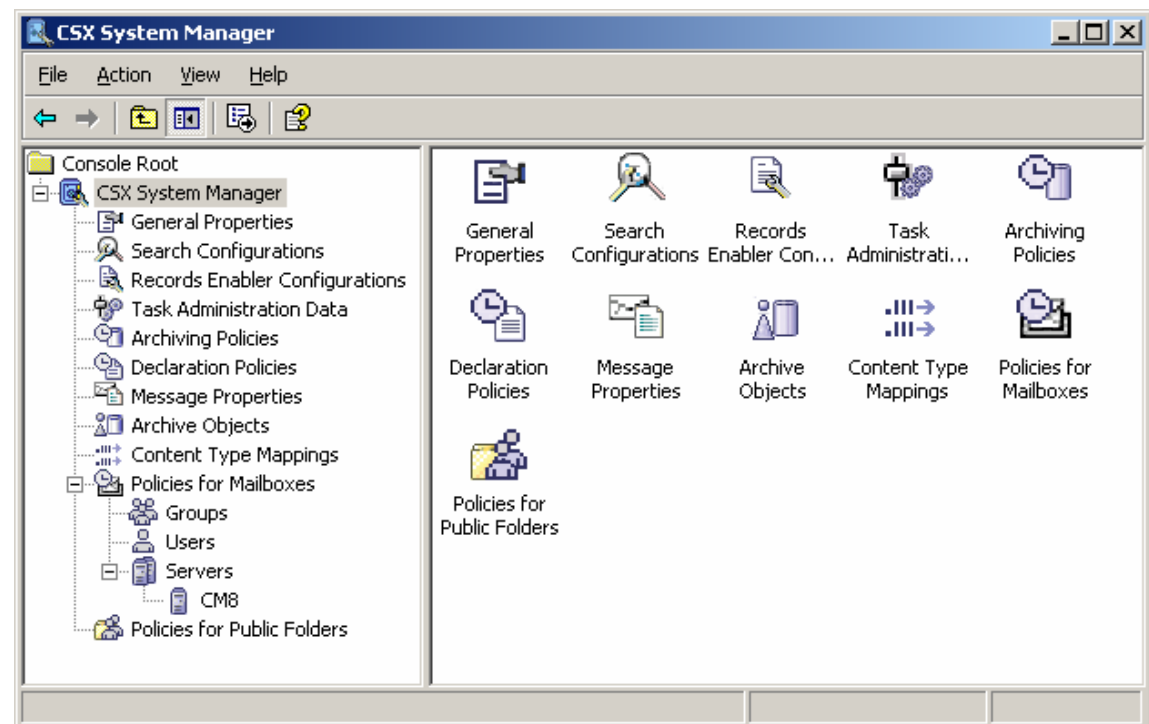 CSX System Manager
File Action View Help
Console Root
CSX System Manager
General Properties
Search Configurations
Records Enabler Configurations
Task Administration Data
Archiving Policies
Declaration Policies
Message Properties
Archive Objects
Content Type Mappings
Policies for Mailboxes
Groups
Users
Servers
CM8
Policies for Public Folders
General
Properties
Search
Configurations
Records
Enabler Con...
Task
Administrati...
Archiving
Policies
Declaration
Policies
Message
Properties
Archive
Objects
Content Type
Mappings
Policies for
Mailboxes
Policies for
Public Folders